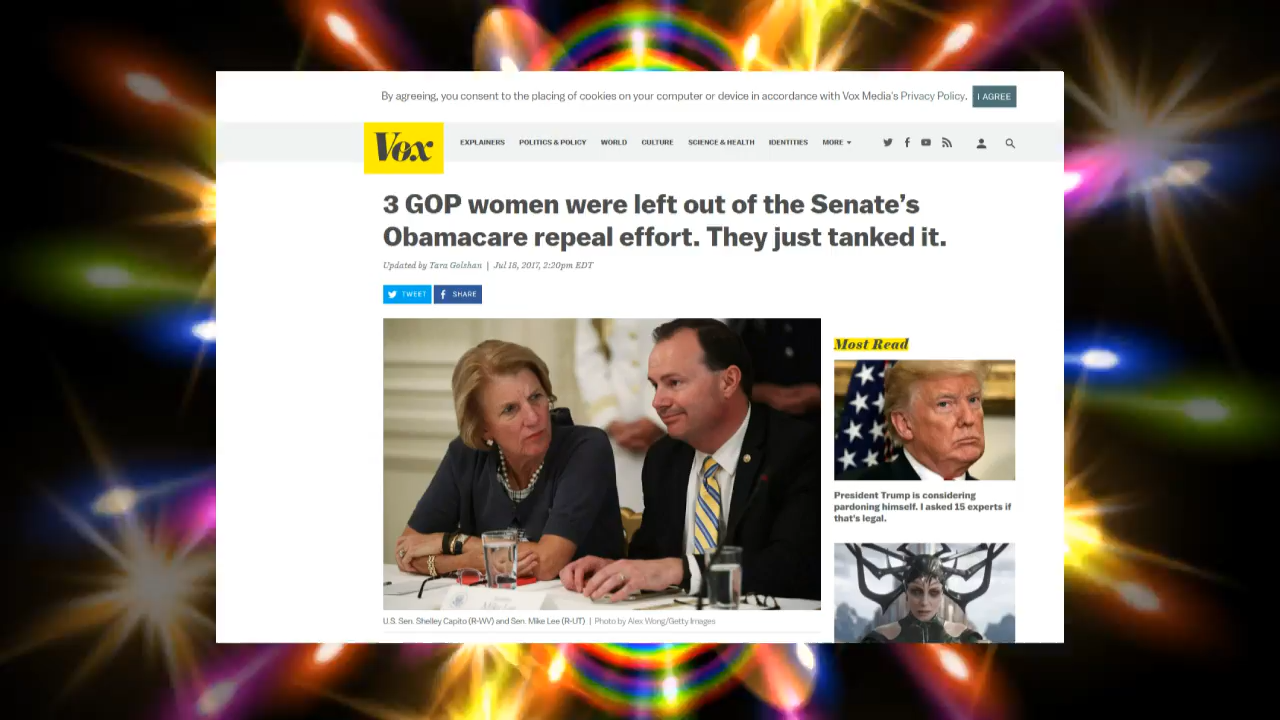 By agreeing, you consent to the placing of cookies on your computer or device in accordance with Vox Media's Privacy Policy. I AGREE
Vox EXPLAINERS POLITICS & POLICY WORLD CULTURE SCIENCE & HEALTH IDENTITIES MORE
3 GOP women were left out of the Senate's
Obamacare repeal effort. They just tanked it.
Updated by Tara Golshan | Jul 18, 2017, 2:20pm EDT
TWEET SHARE
Most Read
President Trump is considering
pardoning himself. I asked 15 experts if
that's legal.
U.S. Sen. Shelley Capito (R-WV) and Sen. Mike Lee (R-UT) | Photo by Alex Wong/Getty Images